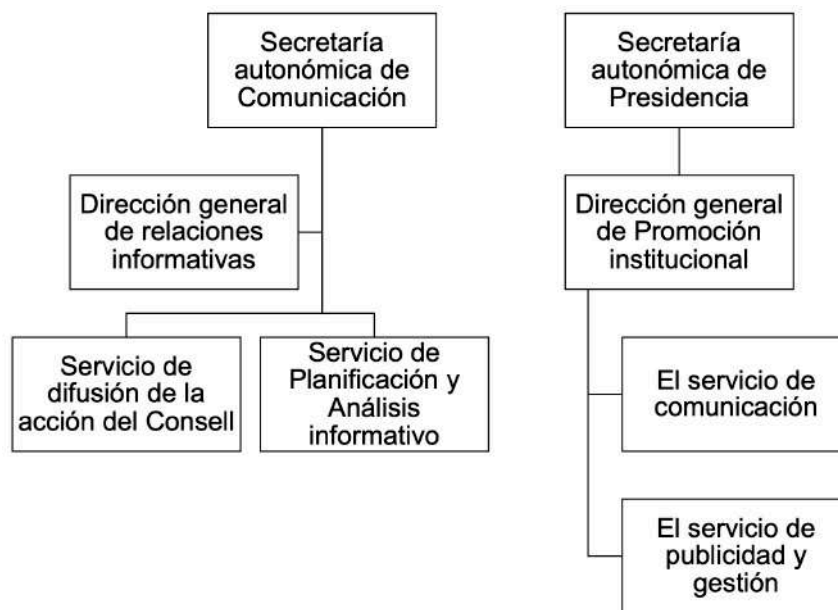 Secretaría
autonómica de
Comunicación
Secretaría
autonómica de
Presidencia
Dirección general
de relaciones
informativas
Dirección general
de Promoción
institucional
Servicio de
difusión de la
acción del Consell
Servicio de
Planificación y
Análisis
informativo
El servicio de
comunicación
El servicio de
publicidad y
gestión